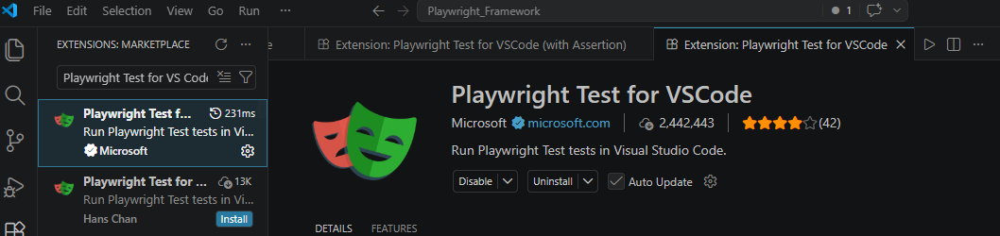 File Edit Selection View Go Run ··· Playwright_Framework 1
EXTENSIONS: MARKETPLACE
e Extension: Playwright Test for VSCode (with Assertion) Extension: Playwright Test for VSCode
Playwright Test for VS Code
Playwright Test f... 231ms
Run Playwright Test tests in Vi...
Microsoft
Playwright Test for ... 13K
Run Playwright Test tests in Vi...
Hans Chan Install
Playwright Test for VSCode
Microsoft microsoft.com 2,442,443 (42)
Run Playwright Test tests in Visual Studio Code.
Disable Uninstall Auto Update
DETAILS FEATURES